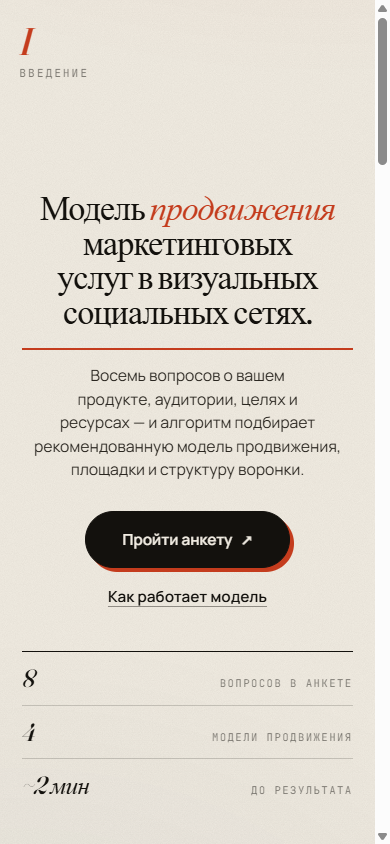 I
ВВЕДЕНИЕ
Модель продвижения
маркетинговых
услуг в визуальных
социальных сетях.
Восемь вопросов о вашем
продукте, аудитории, целях и
ресурсах — и алгоритм подбирает
рекомендованную модель продвижения,
площадки и структуру воронки.
Пройти анкету ↗
Как работает модель
8 ВОПРОСОВ В АНКЕТЕ
4 МОДЕЛИ ПРОДВИЖЕНИЯ
~2мин ДО РЕЗУЛЬТАТА